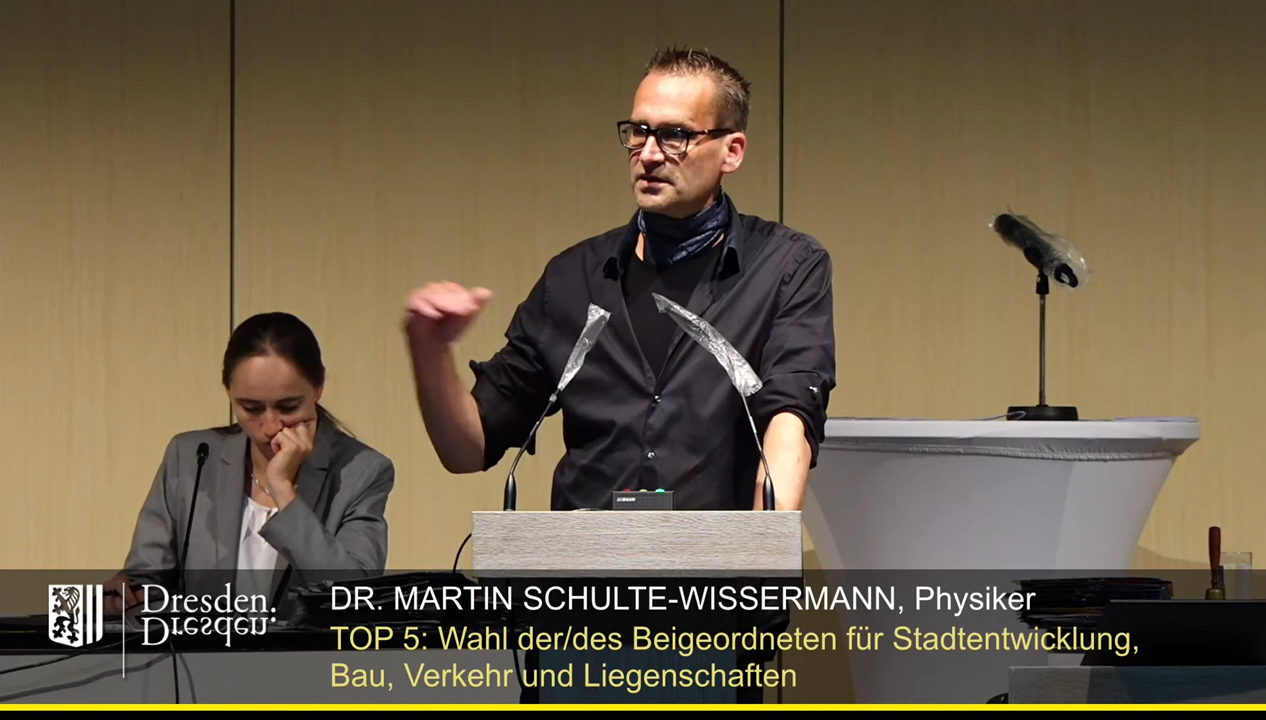 Dresden.
Dresden.
DR. MARTIN SCHULTE-WISSERMANN, Physiker
TOP 5: Wahl der/des Beigeordneten für Stadtentwicklung,
Bau, Verkehr und Liegenschaften